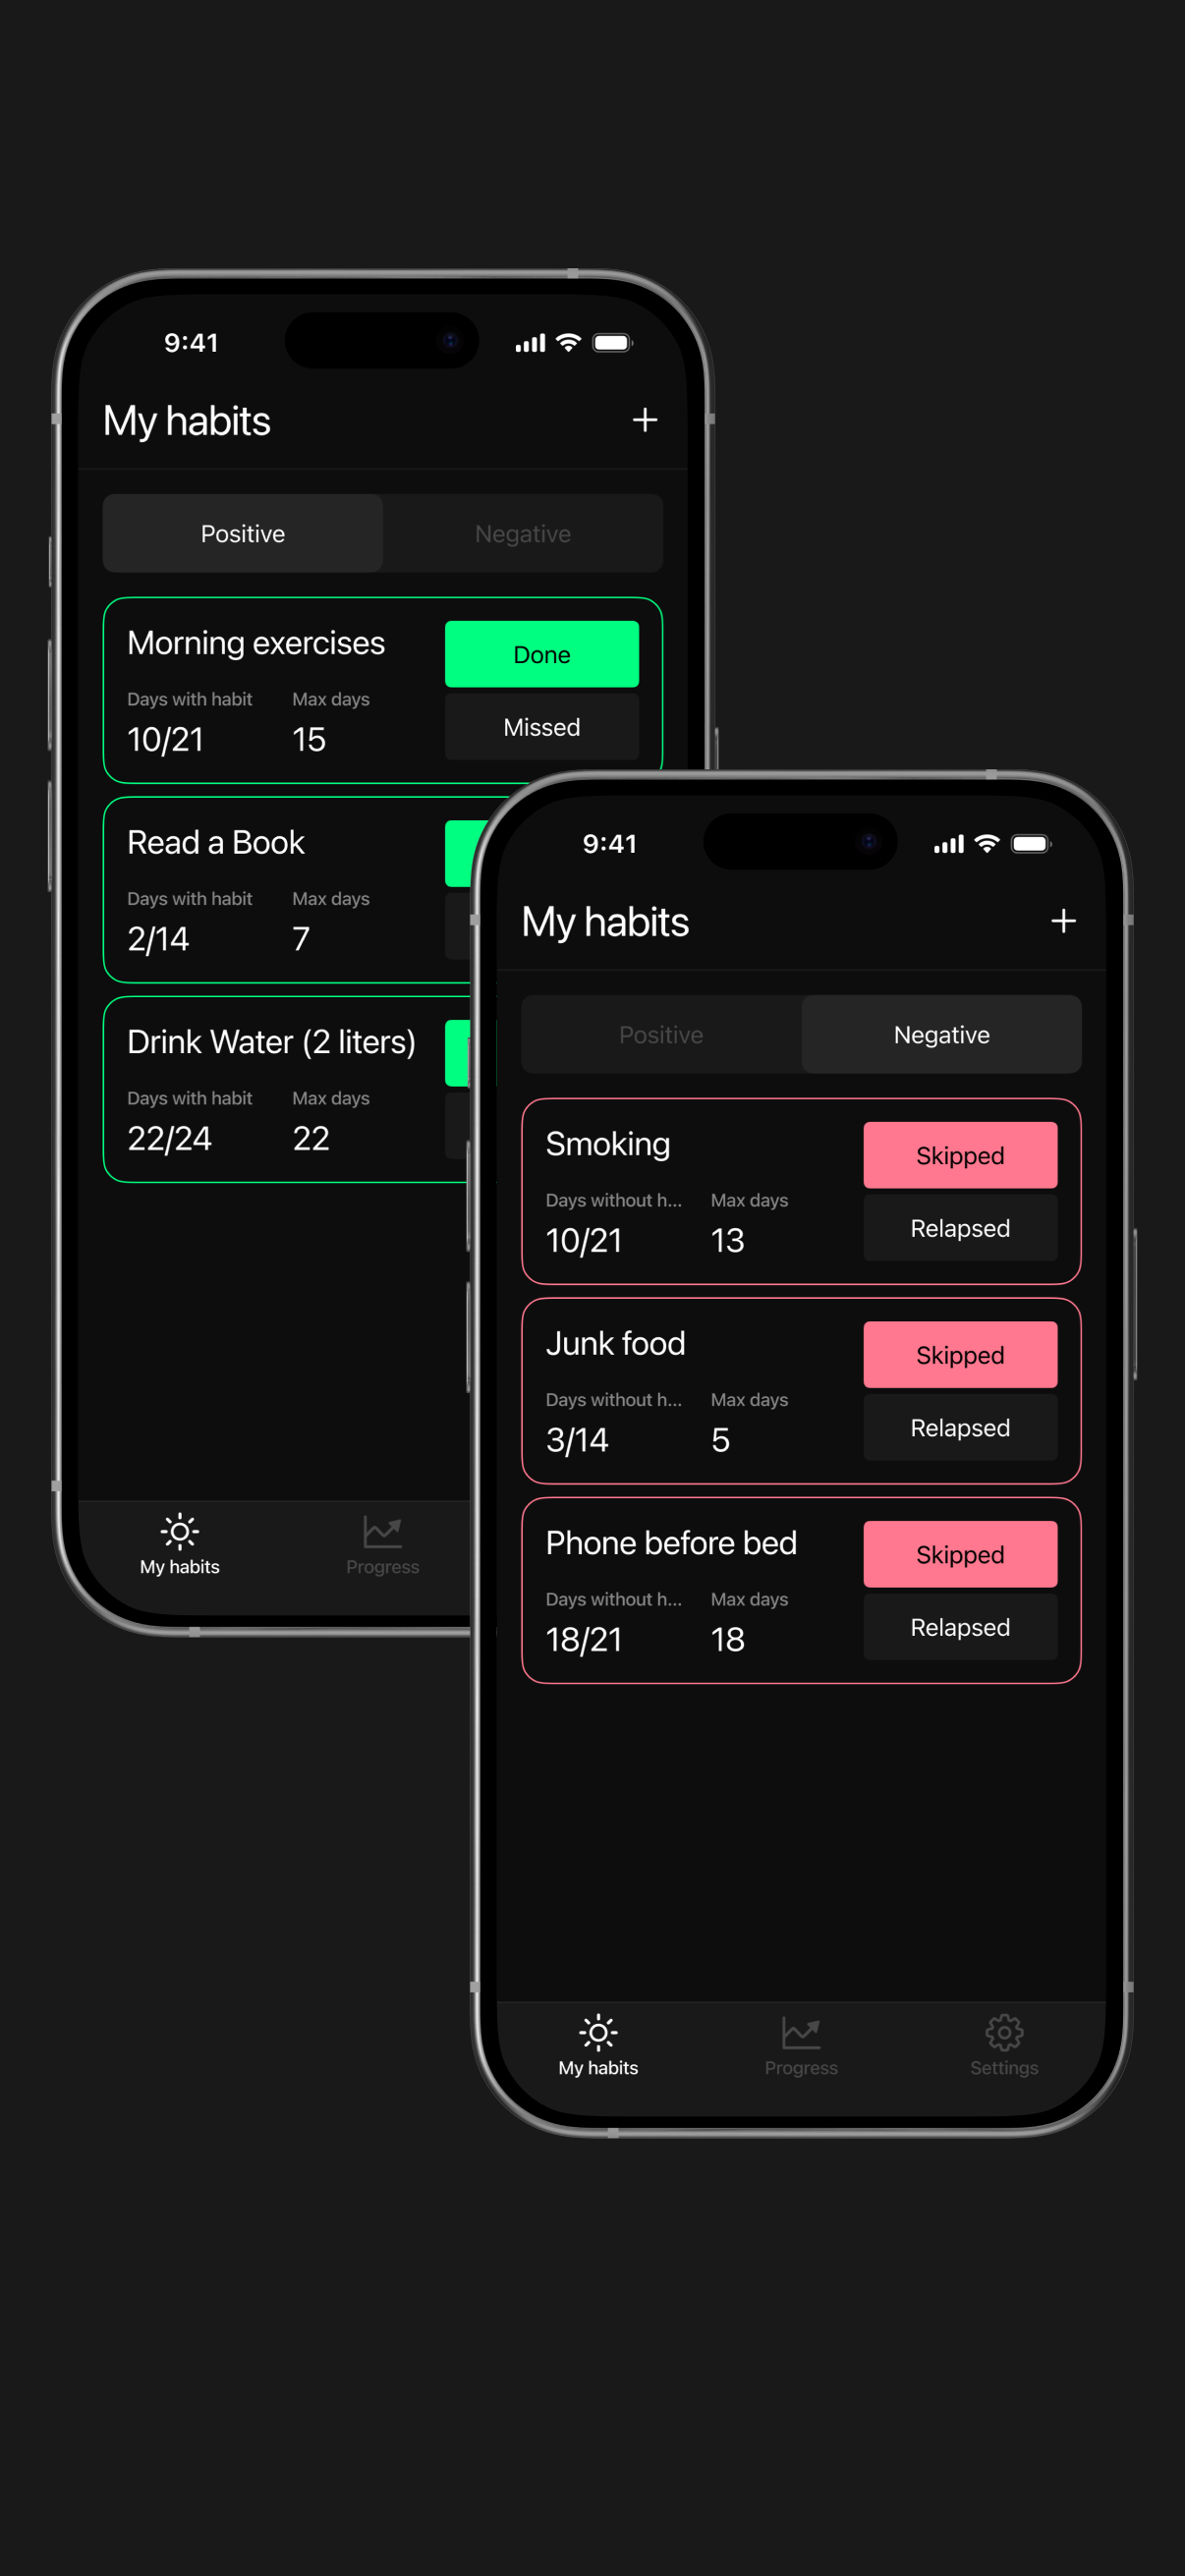 9:41
My habits
Positive
Negative
Morning exercises
Done
Days with habit
Max days
10/21
15
Missed
Read a Book
Days with habit
Max days
2/14
7
Drink Water (2 liters)
Days with habit
Max days
22/24
22
My habits
Progress
9:41
My habits
Positive
Negative
Smoking
Skipped
Days without h...
Max days
10/21
13
Relapsed
Junk food
Skipped
Days without h...
Max days
3/14
5
Relapsed
Phone before bed
Skipped
Days without h...
Max days
18/21
18
Relapsed
My habits
Progress
Settings